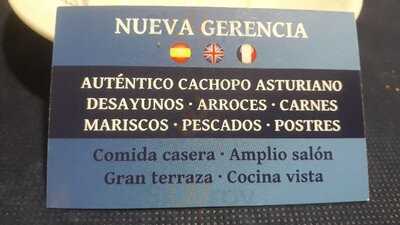 NUEVA GERENCIA
AUTÉNTICO CACHOPO ASTURIANO
DESAYUNOS · ARROCES · CARNES
MARISCOS · PESCADOS · POSTRES
Comida casera · Amplio salón
Gran terraza · Cocina vista